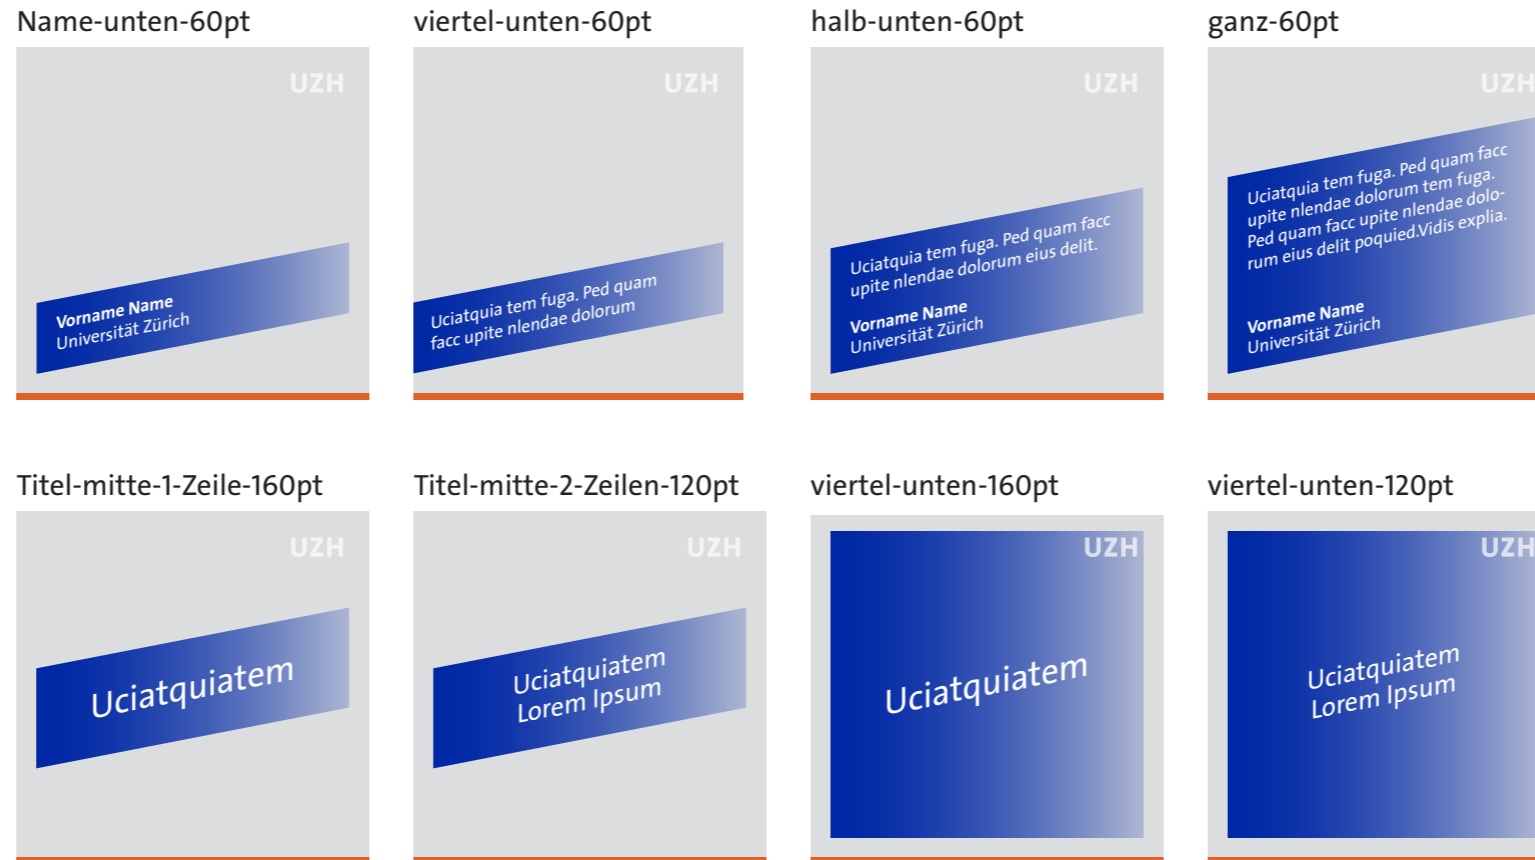 Name-unten-60pt
viertel-unten-60pt
halb-unten-60pt
ganz-60pt
UZH
Vorname Name
Universität Zürich
UZH
Uciatquia tem fuga. Ped quam
facc upite nlendae dolorum
UZH
Uciatquia tem fuga. Ped quam facc
upite nlendae dolorum eius delit.
Vorname Name
Universität Zürich
UZH
Uciatquia tem fuga. Ped quam facc
upite nlendae dolorum tem fuga.
Ped quam facc upite nlendae dolo-
rum eius delit poquied.Vidis explia.
Vorname Name
Universität Zürich
Titel-mitte-1-Zeile-160pt
Titel-mitte-2-Zeilen-120pt
viertel-unten-160pt
viertel-unten-120pt
UZH
Uciatquiatem
UZH
Uciatquiatem
Lorem Ipsum
UZH
Uciatquiatem
UZH
Uciatquiatem
Lorem Ipsum